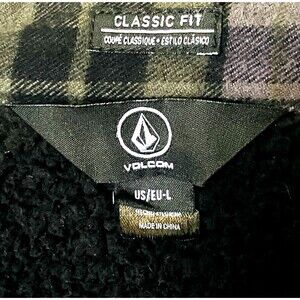 CLASSIC FIT
COUPE CLASSIQUE • ESTILO CLÁSICO
VOLCOM
US/EU-L
MADE IN CHINA